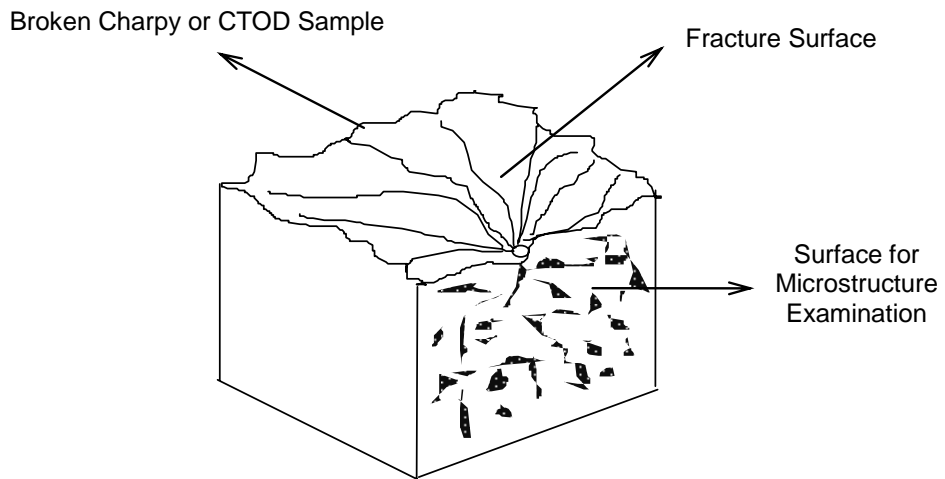 Broken Charpy or CTOD Sample
Fracture Surface
Surface for
Microstructure
Examination